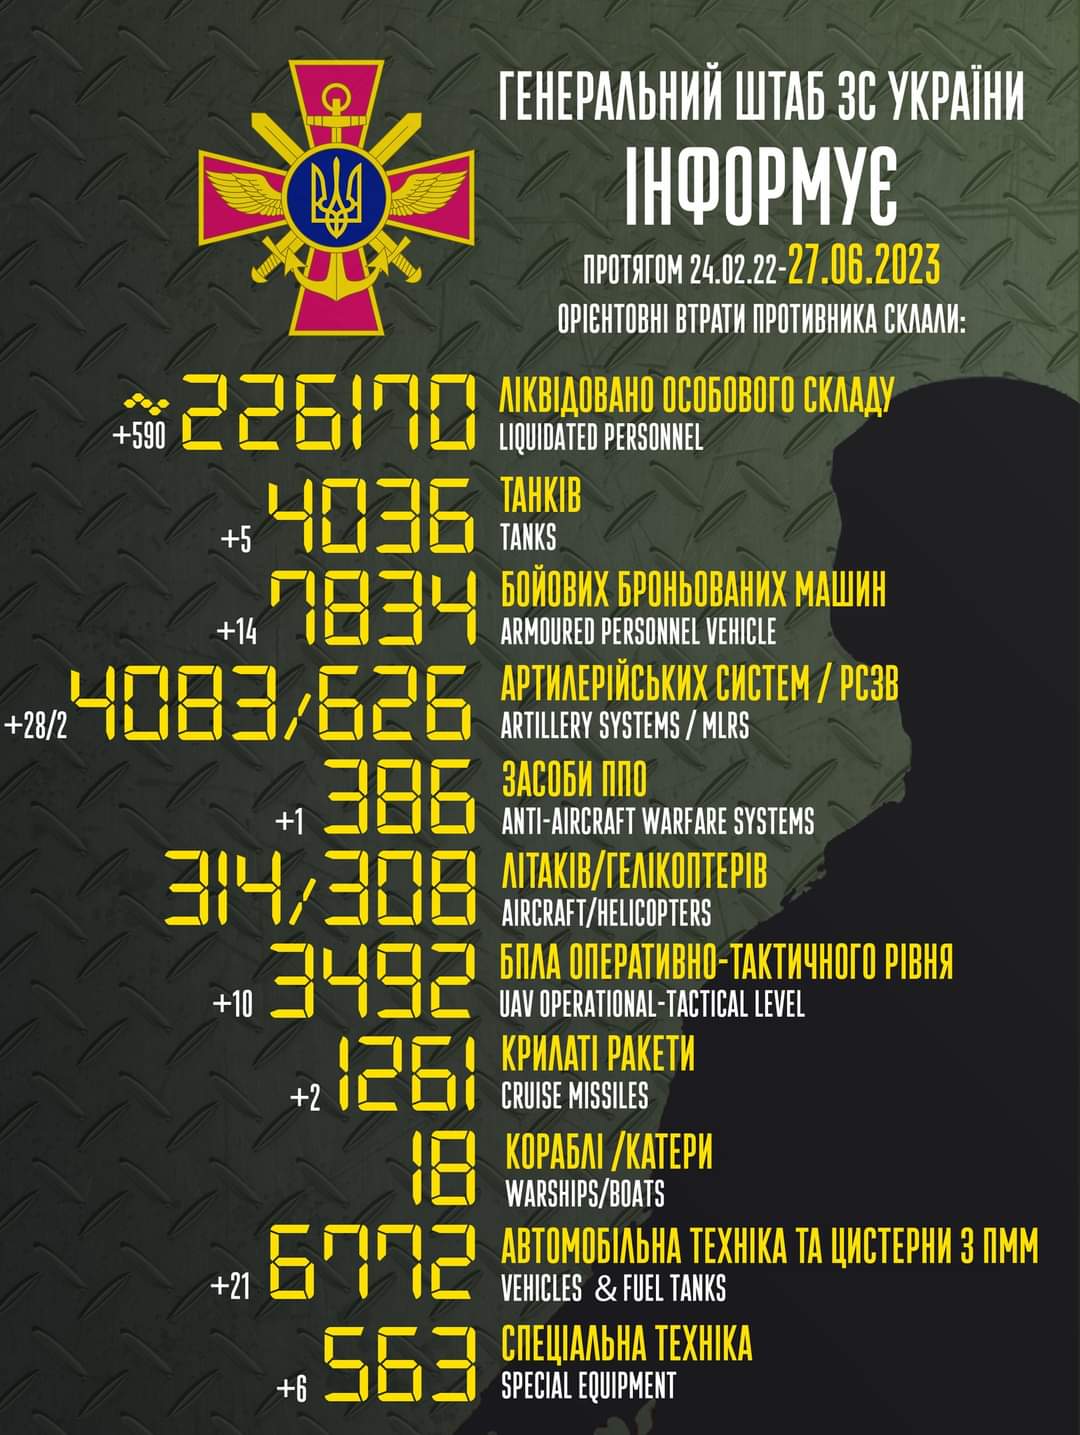 ГЕНЕРАЛЬНИЙ ШТАБ ЗС УКРАЇНИ
ІНФОРМУЄ
ПРОТЯГОМ 24.02.22-27.06.2023
ОРІЄНТОВНІ ВТРАТИ ПРОТИВНИКА СКЛАЛИ:
+590 ~226170 ЛІКВІДОВАНО ОСОБОВОГО СКЛАДУ
LIQUIDATED PERSONNEL
+5 4036 ТАНКІВ
TANKS
+14 7834 БОЙОВИХ БРОНЬОВАНИХ МАШИН
ARMOURED PERSONNEL VEHICLE
+28/2 4083/626 АРТИЛЕРІЙСЬКИХ СИСТЕМ / РСЗВ
ARTILLERY SYSTEMS / MLRS
+1 386 ЗАСОБИ ППО
ANTI-AIRCRAFT WARFARE SYSTEMS
314/308 ЛІТАКІВ/ГЕЛІКОПТЕРІВ
AIRCRAFT/HELICOPTERS
+10 3492 БПЛА ОПЕРАТИВНО-ТАКТИЧНОГО РІВНЯ
UAV OPERATIONAL-TACTICAL LEVEL
+2 1261 КРИЛАТІ РАКЕТИ
CRUISE MISSILES
18 КОРАБЛІ /КАТЕРИ
WARSHIPS/BOATS
+21 6772 АВТОМОБІЛЬНА ТЕХНІКА ТА ЦИСТЕРНИ З ПММ
VEHICLES & FUEL TANKS
+6 563 СПЕЦІАЛЬНА ТЕХНІКА
SPECIAL EQUIPMENT